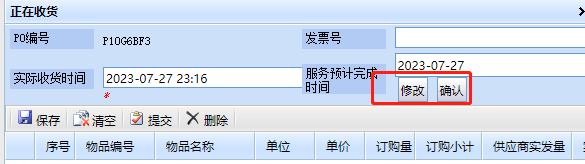 正在收货
PO编号 P10G6BF3 发票号
实际收货时间 2023-07-27 23:16 服务预计完成时间 2023-07-27
* 修改 确认
保存 清空 提交 删除
序号 物品编号 物品名称 单位 单价 订购量 订购小计 供应商实发量